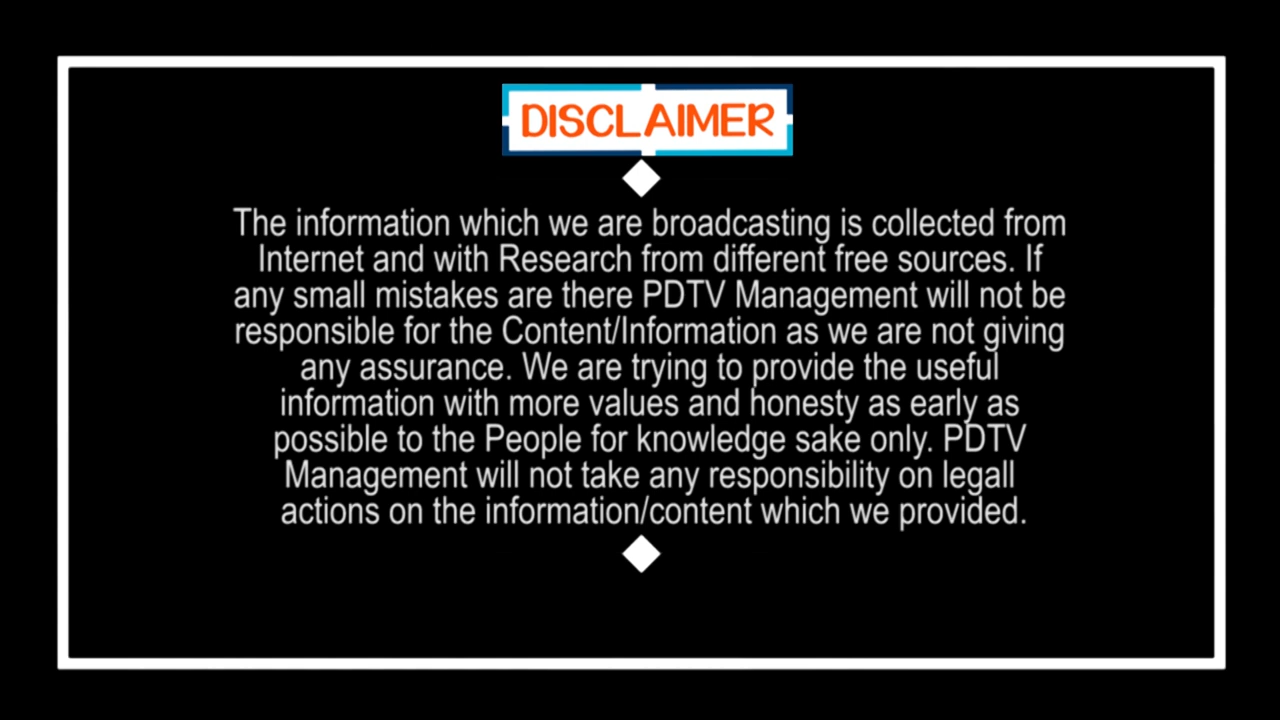 DISCLAIMER
The information which we are broadcasting is collected from
Internet and with Research from different free sources. If
any small mistakes are there PDTV Management will not be
responsible for the Content/Information as we are not giving
any assurance. We are trying to provide the useful
information with more values and honesty as early as
possible to the People for knowledge sake only. PDTV
Management will not take any responsibility on legall
actions on the information/content which we provided.